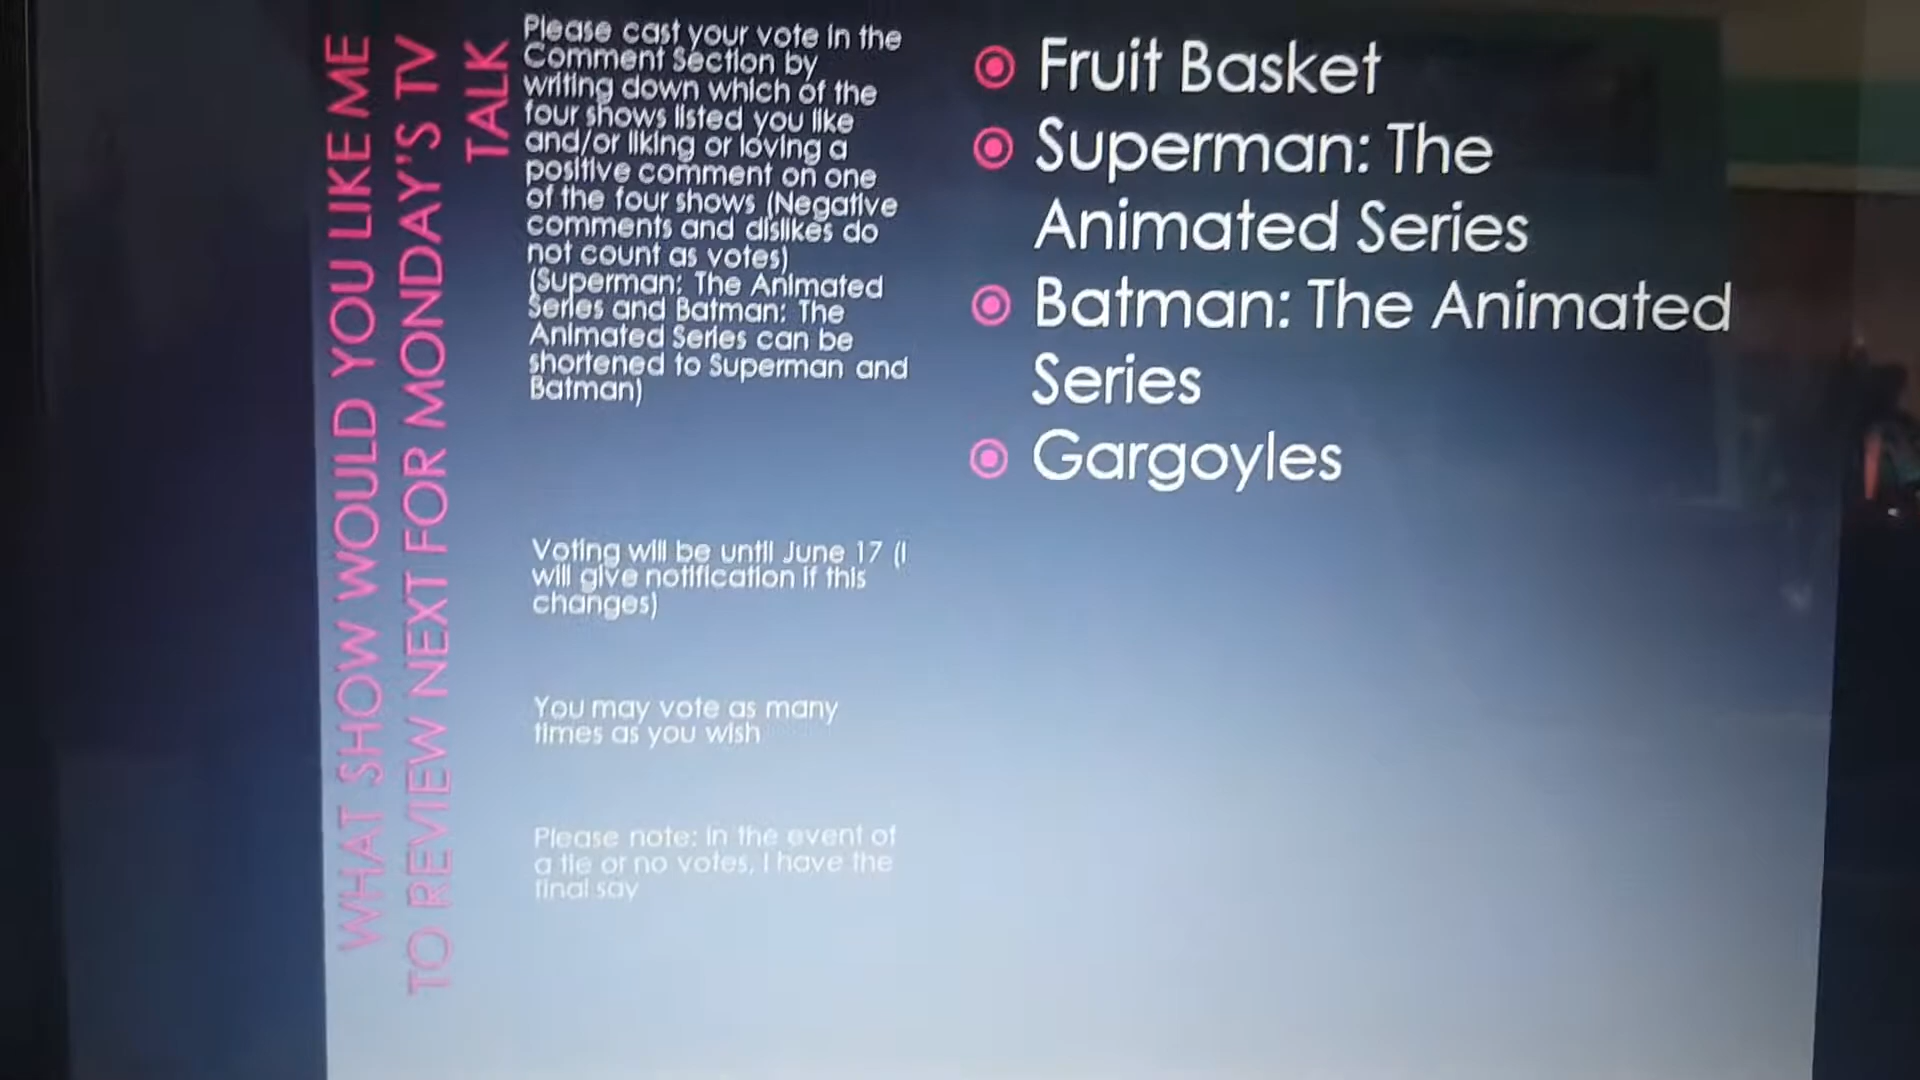 WHAT SHOW WOULD YOU LIKE ME
TO REVIEW NEXT FOR MONDAY'S TV
TALK
Please cast your vote in the
Comment Section by
writing down which of the
four shows listed you like
and/or liking or loving a
positive comment on one
of the four shows (Negative
comments and dislikes do
not count as votes)
(Superman: The Animated
Series and Batman: The
Animated Series can be
shortened to Superman and
Batman)
Voting will be until June 17 (I
will give notification if this
changes)
You may vote as many
times as you wish
Please note: in the event of
a tie or no votes, I have the
final say
Fruit Basket
Superman: The
Animated Series
Batman: The Animated
Series
Gargoyles